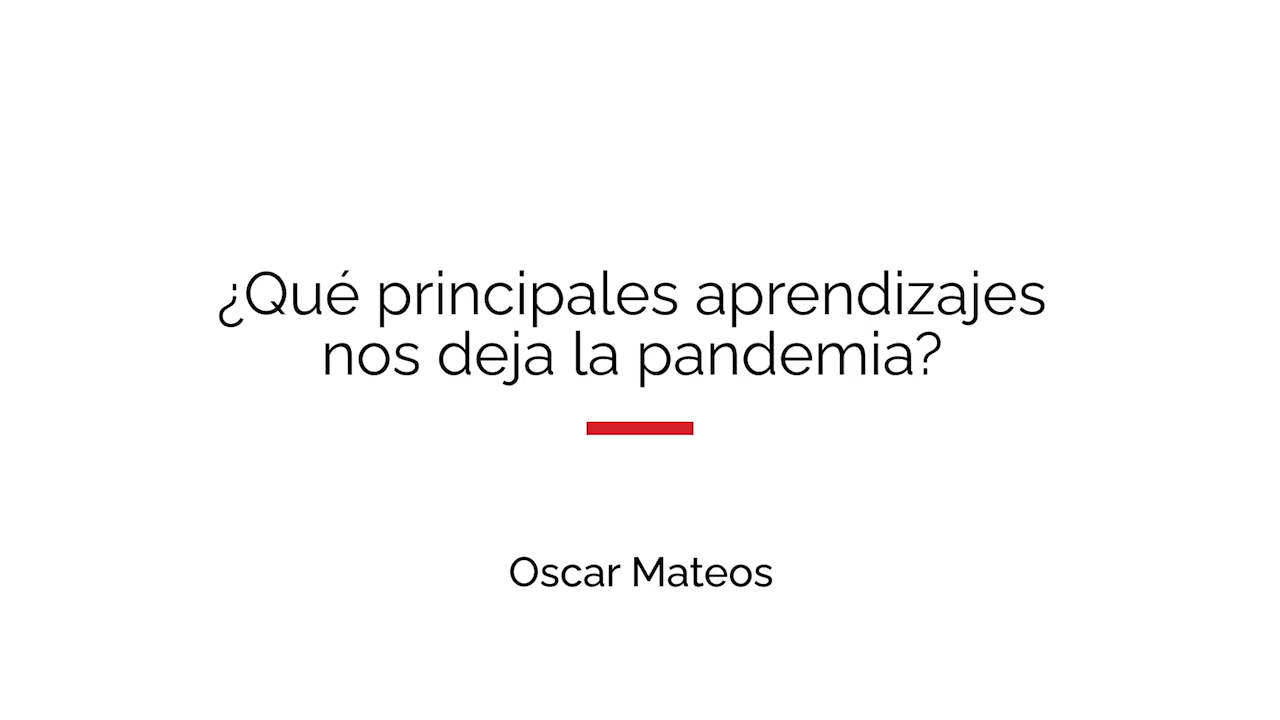 ¿Qué principales aprendizajes
nos deja la pandemia?
Oscar Mateos